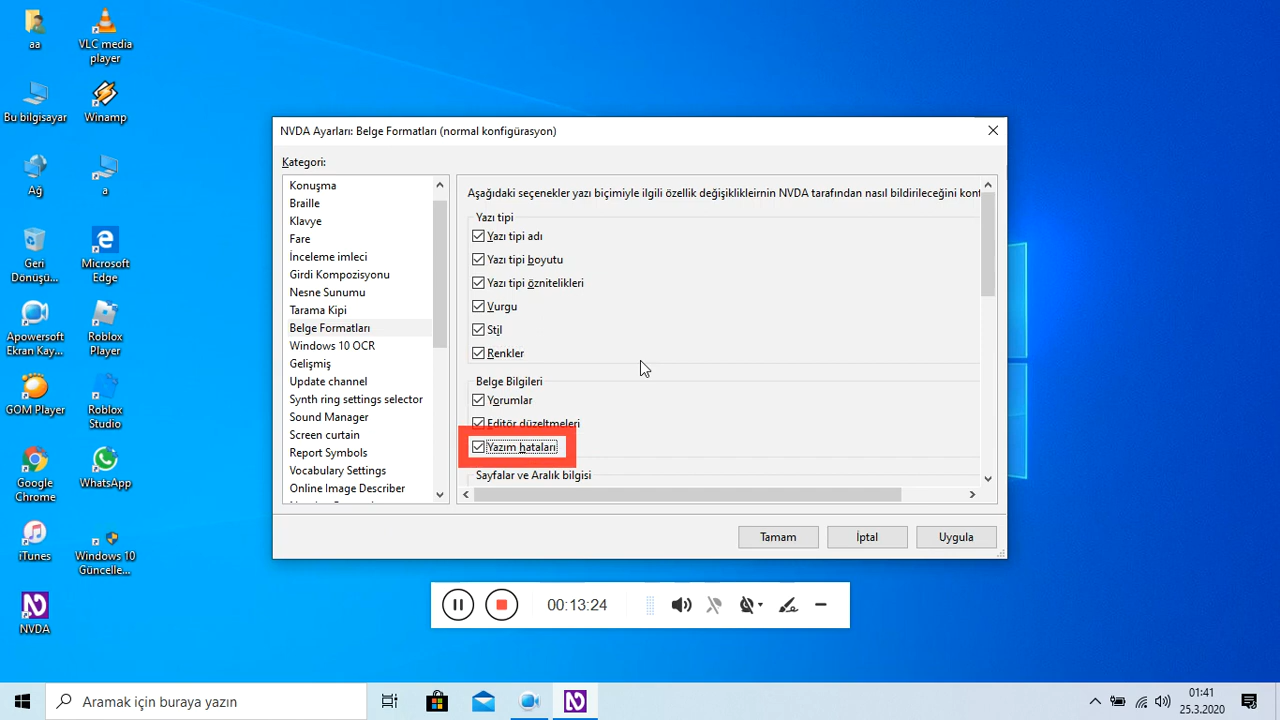 aa
VLC media
player
Bu bilgisayar
Winamp
Ağ
a
Geri
Dönüşü...
Microsoft
Edge
Apowersoft
Ekran Kay...
Roblox
Player
GOM Player
Roblox
Studio
Google
Chrome
WhatsApp
iTunes
Windows 10
Güncelle...
NVDA
NVDA Ayarları: Belge Formatları (normal konfigürasyon)
Kategori:
Konuşma
Braille
Klavye
Fare
İnceleme imleci
Girdi Kompozisyonu
Nesne Sunumu
Tarama Kipi
Belge Formatları
Windows 10 OCR
Gelişmiş
Update channel
Synth ring settings selector
Sound Manager
Screen curtain
Report Symbols
Vocabulary Settings
Online Image Describer
Aşağıdaki seçenekler yazı biçimiyle ilgili özellik değişiklikleirnin NVDA tarafından nasıl bildirileceğini kont
Yazı tipi
Yazı tipi adı
Yazı tipi boyutu
Yazı tipi öznitelikleri
Vurgu
Stil
Renkler
Belge Bilgileri
Yorumlar
Editör düzeltmeleri
Yazım hataları
Sayfalar ve Aralık bilgisi
Tamam
İptal
Uygula
00:13:24
Aramak için buraya yazın
01:41
25.3.2020